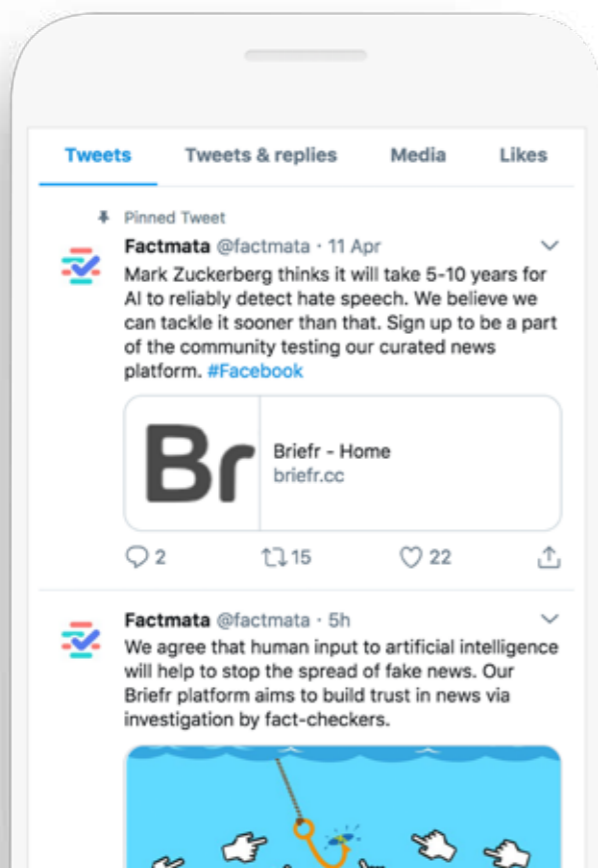 Tweets Tweets & replies Media Likes
Pinned Tweet
Factmata @factmata · 11 Apr
Mark Zuckerberg thinks it will take 5-10 years for
AI to reliably detect hate speech. We believe we
can tackle it sooner than that. Sign up to be a part
of the community testing our curated news
platform. #Facebook
Br
Briefr - Home
briefr.cc
2 15 22
Factmata @factmata · 5h
We agree that human input to artificial intelligence
will help to stop the spread of fake news. Our
Briefr platform aims to build trust in news via
investigation by fact-checkers.